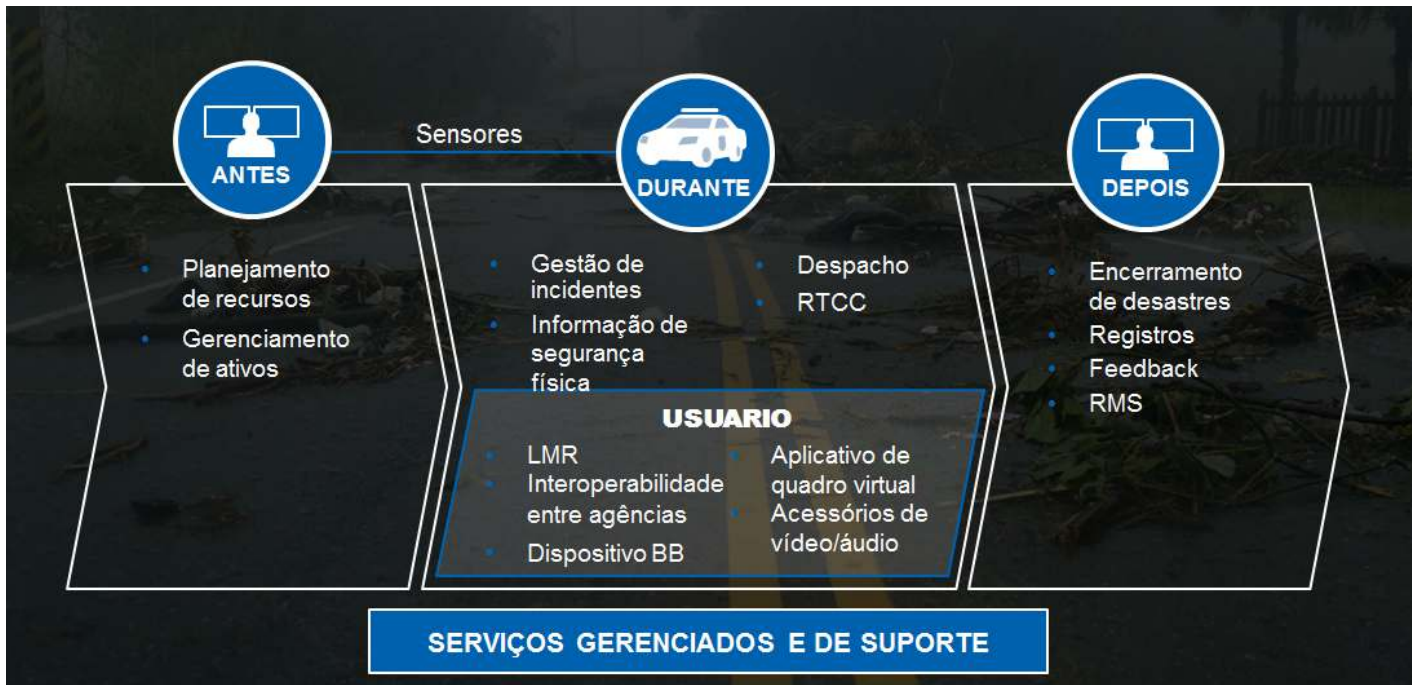 Sensores
ANTES
DURANTE
DEPOIS
Planejamento
de recursos
Gerenciamento
de ativos
Gestão de
incidentes
Informação de
segurança
física
Despacho
RTCC
USUARIO
LMR
Interoperabilidade
entre agências
Dispositivo BB
Aplicativo de
quadro virtual
Acessórios de
vídeo/áudio
Encerramento
de desastres
Registros
Feedback
RMS
SERVIÇOS GERENCIADOS E DE SUPORTE